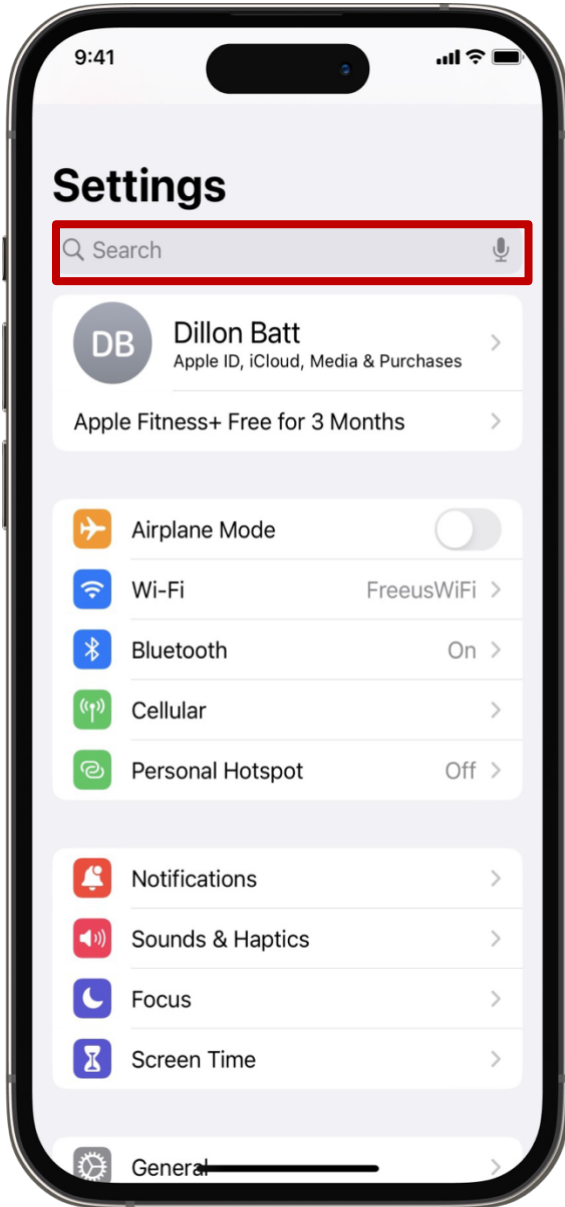 9:41
Settings
Search
DB
Dillon Batt
Apple ID, iCloud, Media & Purchases
Apple Fitness+ Free for 3 Months
Airplane Mode
Wi-Fi FreeusWiFi
Bluetooth On
Cellular
Personal Hotspot Off
Notifications
Sounds & Haptics
Focus
Screen Time
General